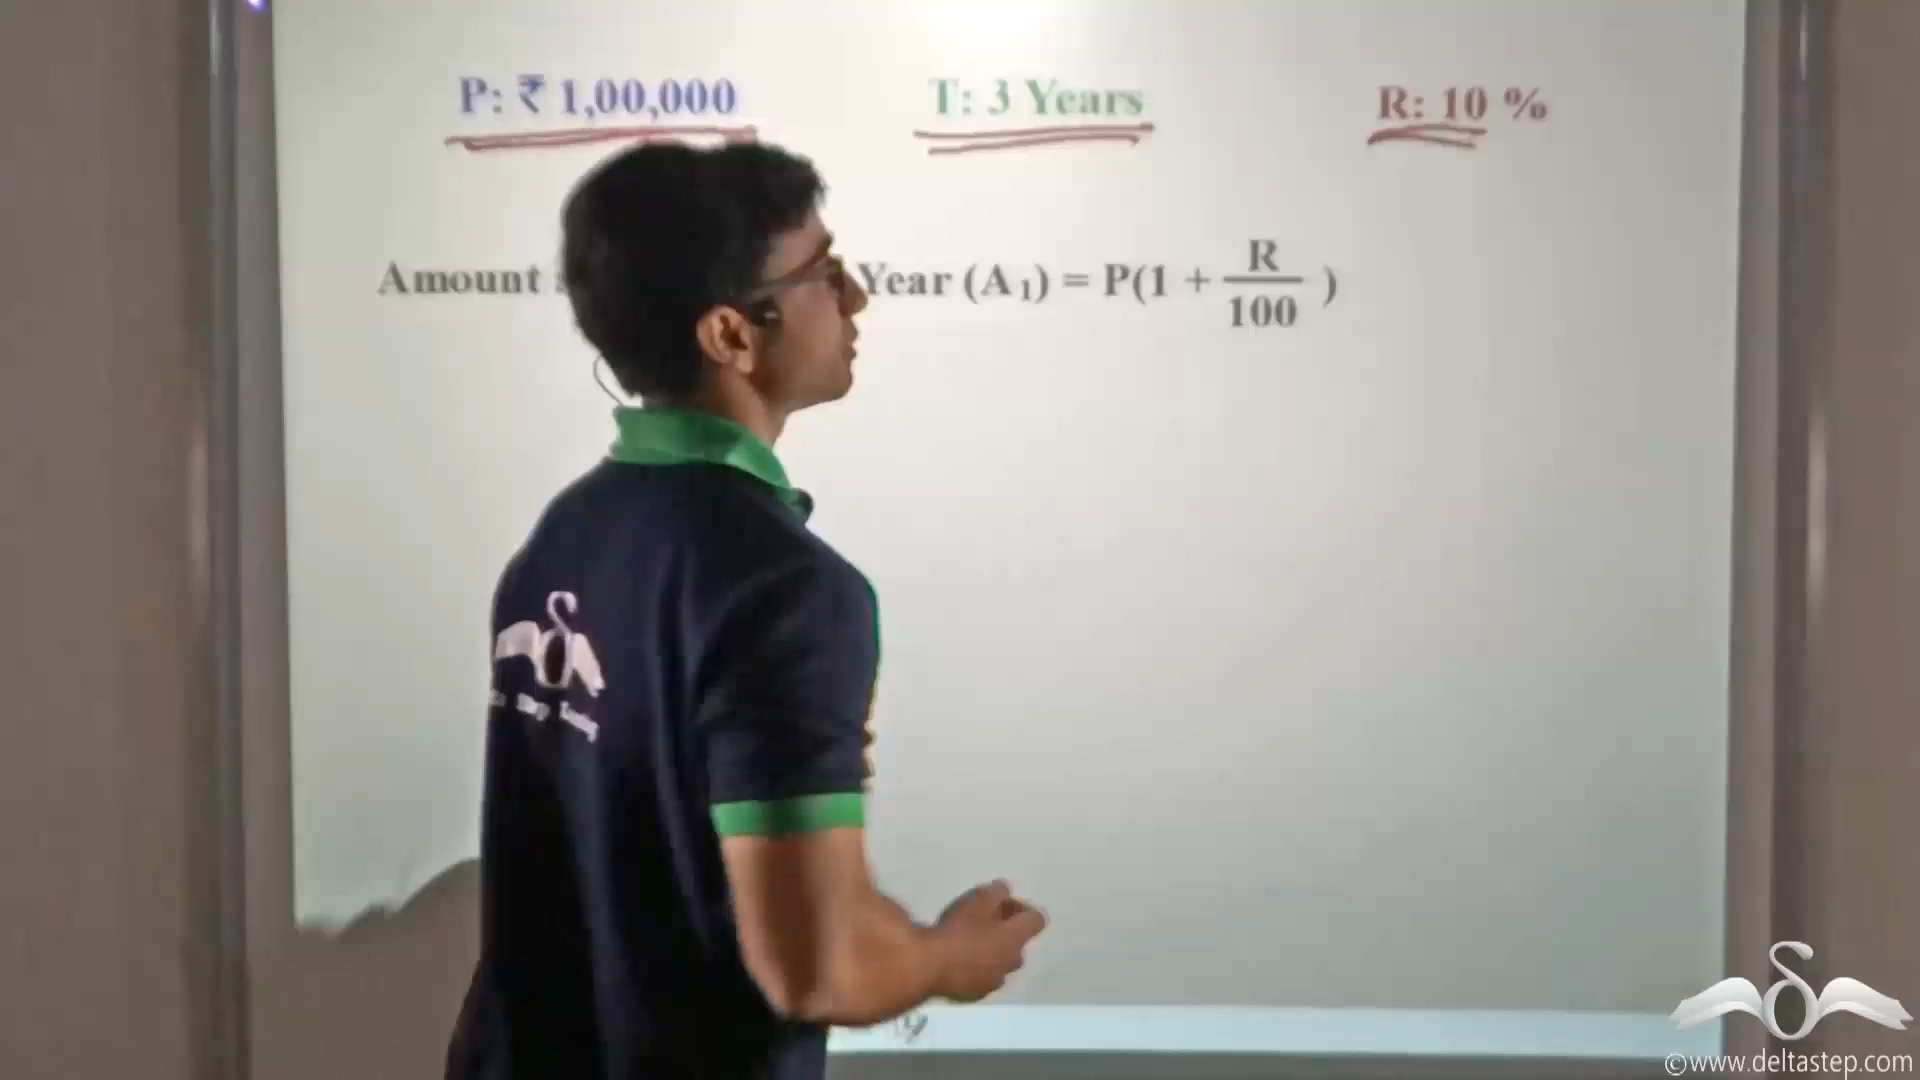 P: ₹ 1,00,000 T: 3 Years R: 10 %
Amount Year (A₁) = P(1 + R/100 )
©www.deltastep.com